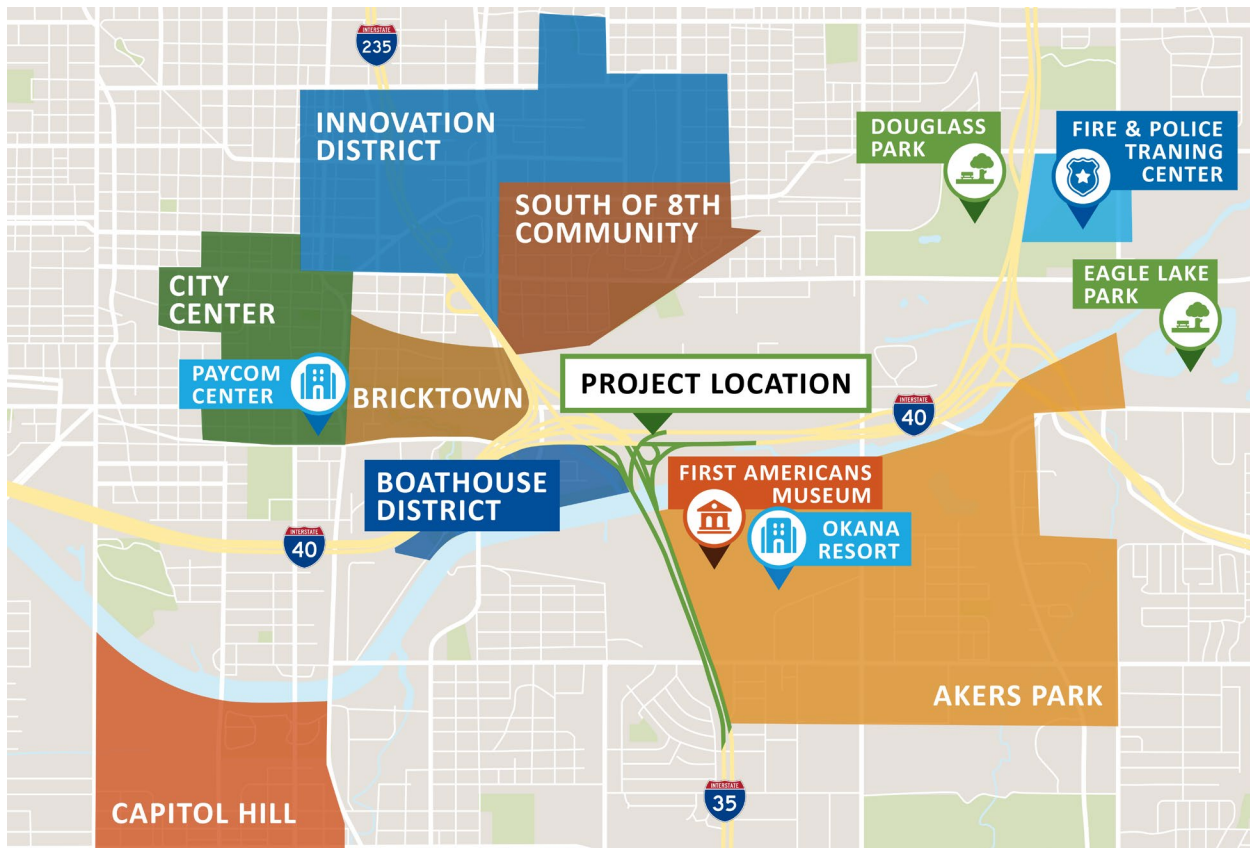 INTERSTATE
235
INNOVATION
DISTRICT
DOUGLASS
PARK
FIRE & POLICE
TRANING
CENTER
SOUTH OF 8TH
COMMUNITY
CITY
CENTER
EAGLE LAKE
PARK
PAYCOM
CENTER
BRICKTOWN
PROJECT LOCATION
INTERSTATE
40
BOATHOUSE
DISTRICT
FIRST AMERICANS
MUSEUM
OKANA
RESORT
INTERSTATE
40
AKERS PARK
INTERSTATE
35
CAPITOL HILL